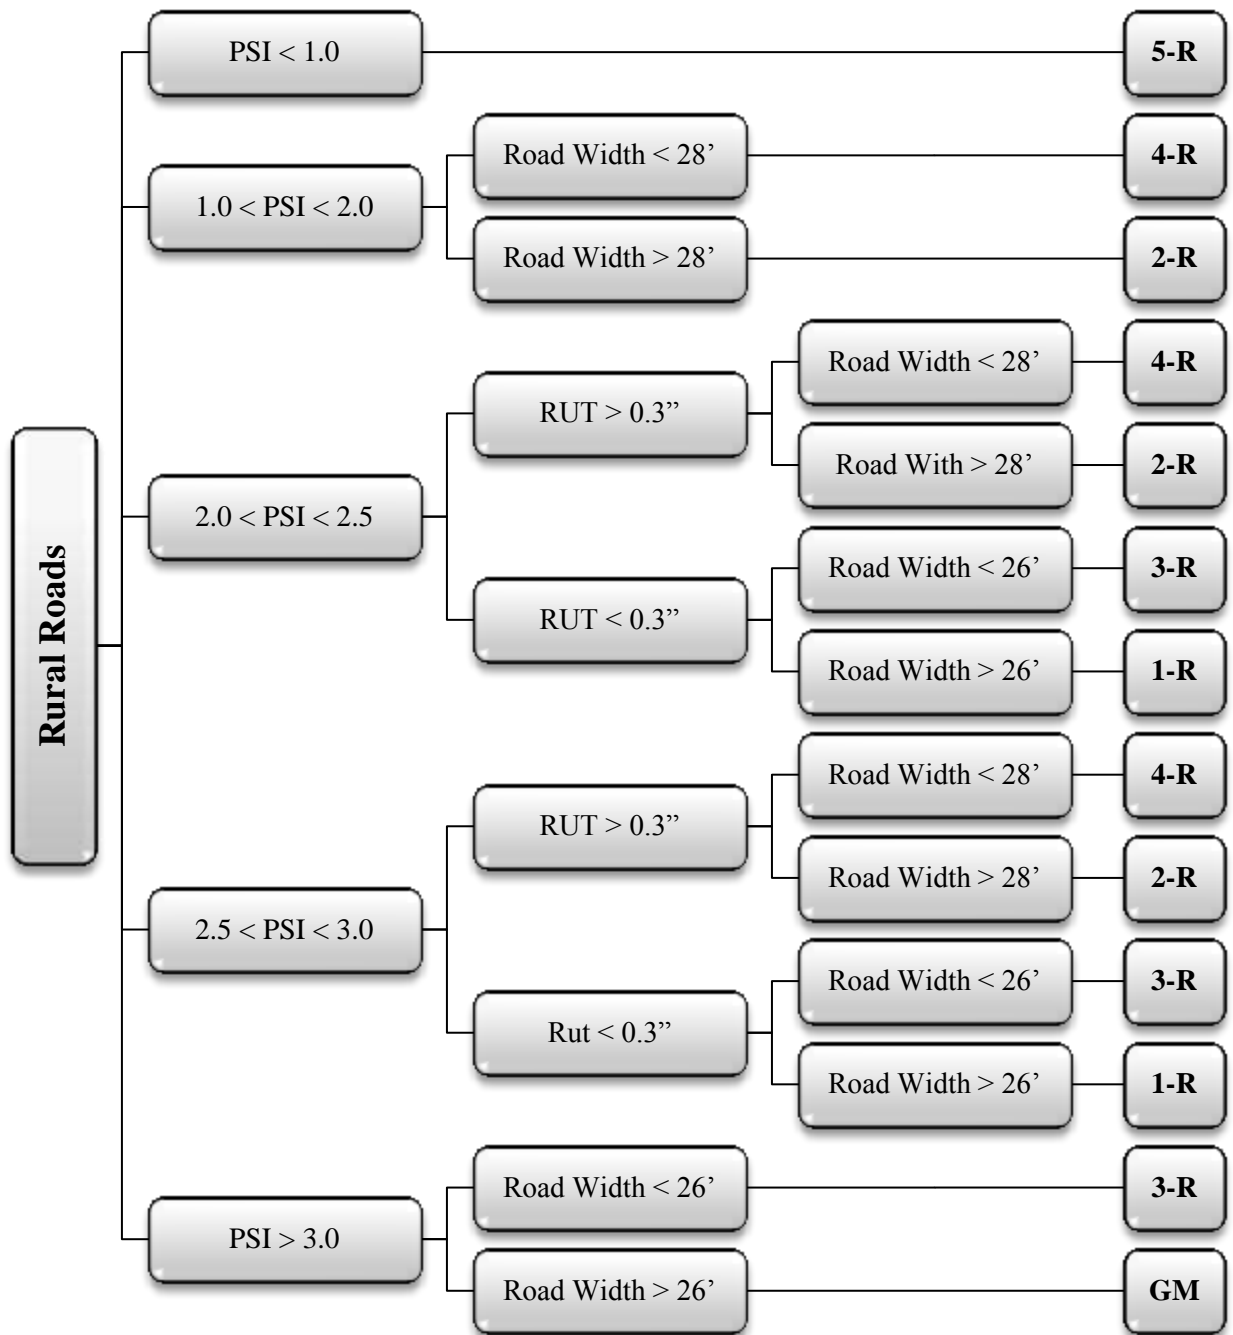 Rural Roads
PSI < 1.0
5-R
1.0 < PSI < 2.0
Road Width < 28’
4-R
Road Width > 28’
2-R
2.0 < PSI < 2.5
RUT > 0.3”
Road Width < 28’
4-R
Road With > 28’
2-R
RUT < 0.3”
Road Width < 26’
3-R
Road Width > 26’
1-R
2.5 < PSI < 3.0
RUT > 0.3”
Road Width < 28’
4-R
Road Width > 28’
2-R
Rut < 0.3”
Road Width < 26’
3-R
Road Width > 26’
1-R
PSI > 3.0
Road Width < 26’
3-R
Road Width > 26’
GM